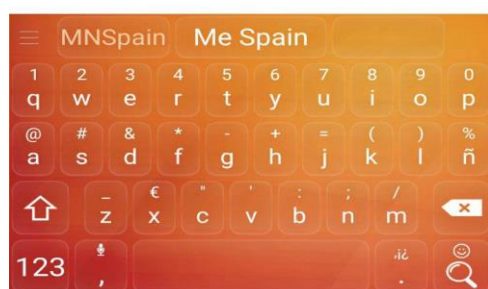 MNSpain Me Spain
1 2 3 4 5 6 7 8 9 0
q w e r t y u i o p
@ # & * - + = ( ) %
a s d f g h j k l ñ
_ € " ' : ; /
z x c v b n m
,¡¿
123 , .